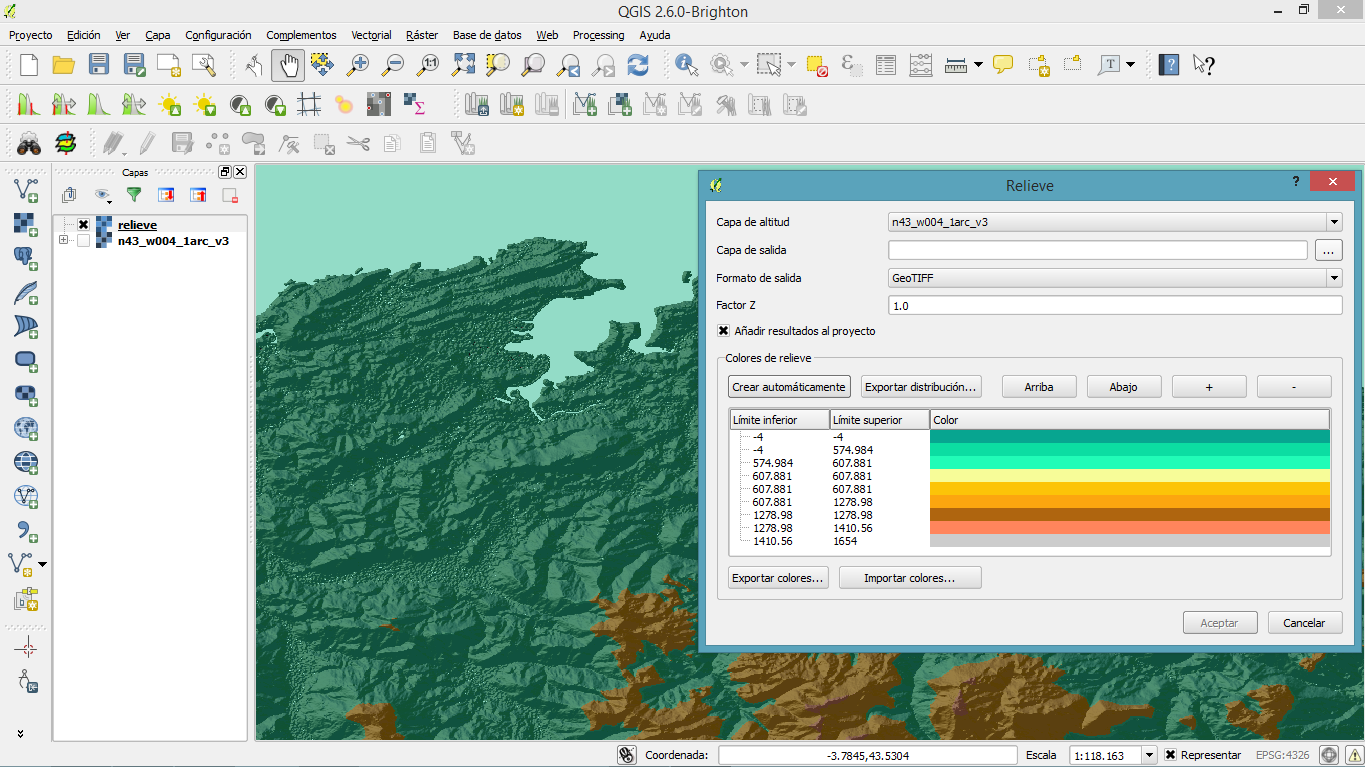 QGIS 2.6.0-Brighton
Proyecto Edición Ver Capa Configuración Complementos Vectorial Ráster Base de datos Web Processing Ayuda
1:1
T
Capas
relieve
n43_w004_1arc_v3
Relieve
?
Capa de altitud n43_w004_1arc_v3
Capa de salida ...
Formato de salida GeoTIFF
Factor Z 1.0
Añadir resultados al proyecto
Colores de relieve
Crear automáticamente Exportar distribución... Arriba Abajo + -
Límite inferior Límite superior Color
-4 -4
-4 574.984
574.984 607.881
607.881 607.881
607.881 607.881
607.881 1278.98
1278.98 1278.98
1278.98 1410.56
1410.56 1654
Exportar colores... Importar colores...
Aceptar Cancelar
Coordenada: -3.7845,43.5304 Escala 1:118.163 Representar EPSG:4326